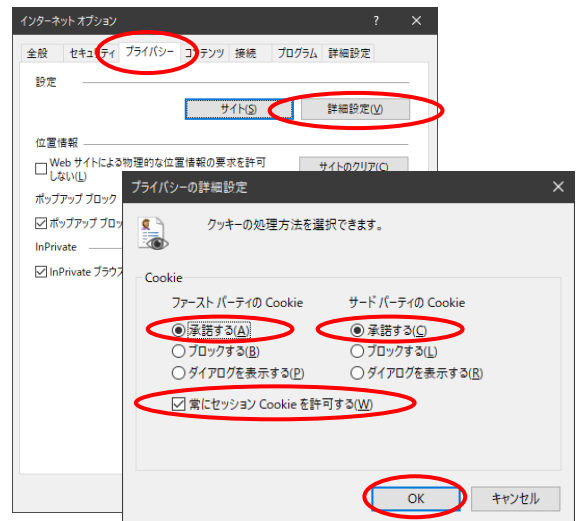 インターネット オプション
?
×
全般 セキュリティ プライバシー コンテンツ 接続 プログラム 詳細設定
設定
サイト(S) 詳細設定(V)
位置情報
Web サイトによる物理的な位置情報の要求を許可
しない(L)
サイトのクリア(C)
ポップアップ ブロック
ポップアップ ブロッ
InPrivate
InPrivate ブラウズ
プライバシーの詳細設定
×
クッキーの処理方法を選択できます。
Cookie
ファースト パーティの Cookie サード パーティの Cookie
承諾する(A) 承諾する(C)
ブロックする(B) ブロックする(L)
ダイアログを表示する(P) ダイアログを表示する(R)
常にセッション Cookie を許可する(W)
OK キャンセル